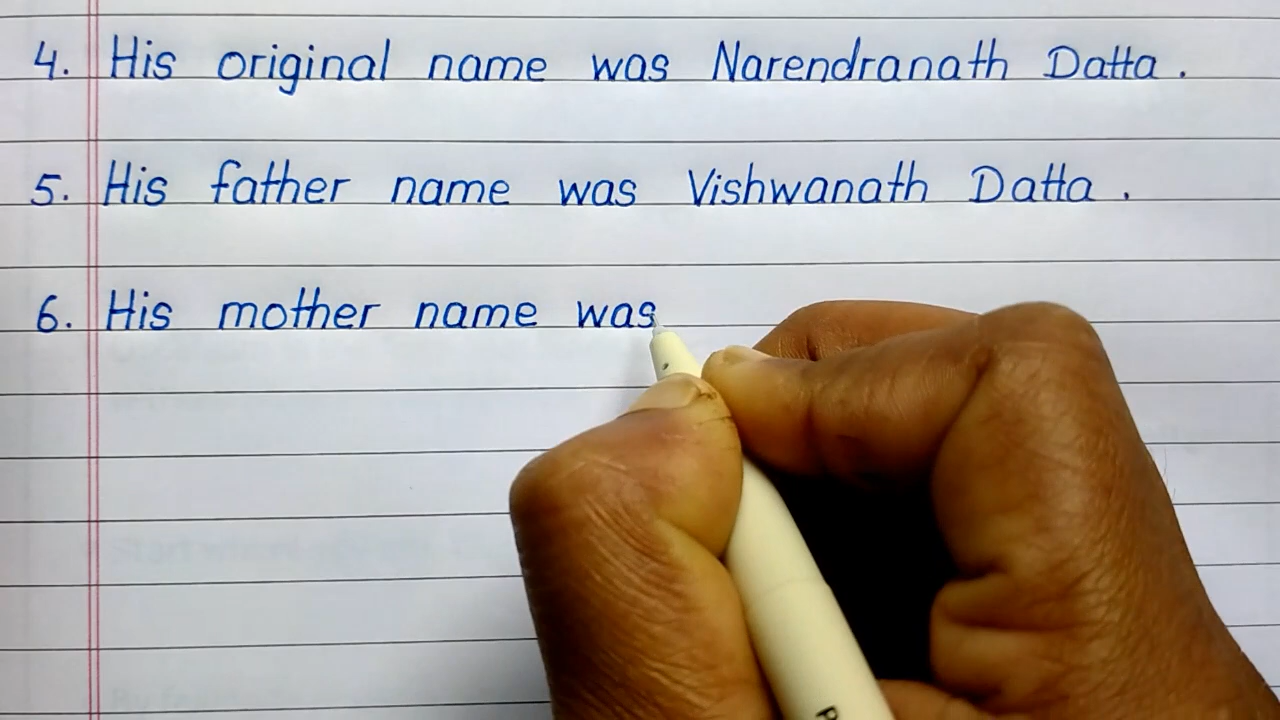 4. His original name was Narendranath Datta.
5. His father name was Vishwanath Datta.
6. His mother name was